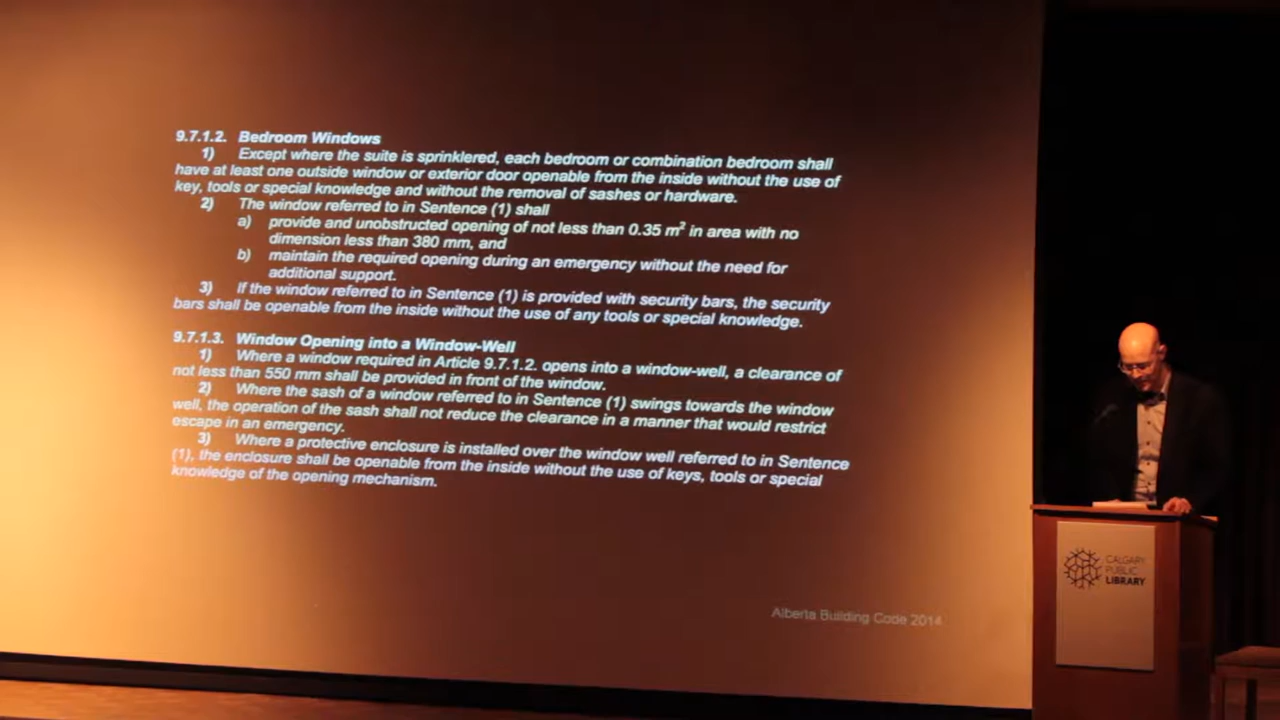 9.7.1.2. Bedroom Windows
1) Except where the suite is sprinklered, each bedroom or combination bedroom shall
have at least one outside window or exterior door openable from the inside without the use of
key, tools or special knowledge and without the removal of sashes or hardware.
2) The window referred to in Sentence (1) shall
a) provide and unobstructed opening of not less than 0.35 m² in area with no
dimension less than 380 mm, and
b) maintain the required opening during an emergency without the need for
additional support.
3) If the window referred to in Sentence (1) is provided with security bars, the security
bars shall be openable from the inside without the use of any tools or special knowledge.
9.7.1.3. Window Opening into a Window-Well
1) Where a window required in Article 9.7.1.2. opens into a window-well, a clearance of
not less than 550 mm shall be provided in front of the window.
2) Where the sash of a window referred to in Sentence (1) swings towards the window
well, the operation of the sash shall not reduce the clearance in a manner that would restrict
escape in an emergency.
3) Where a protective enclosure is installed over the window well referred to in Sentence
(1), the enclosure shall be openable from the inside without the use of keys, tools or special
knowledge of the opening mechanism.
Alberta Building Code 2014
CALGARY
PUBLIC
LIBRARY